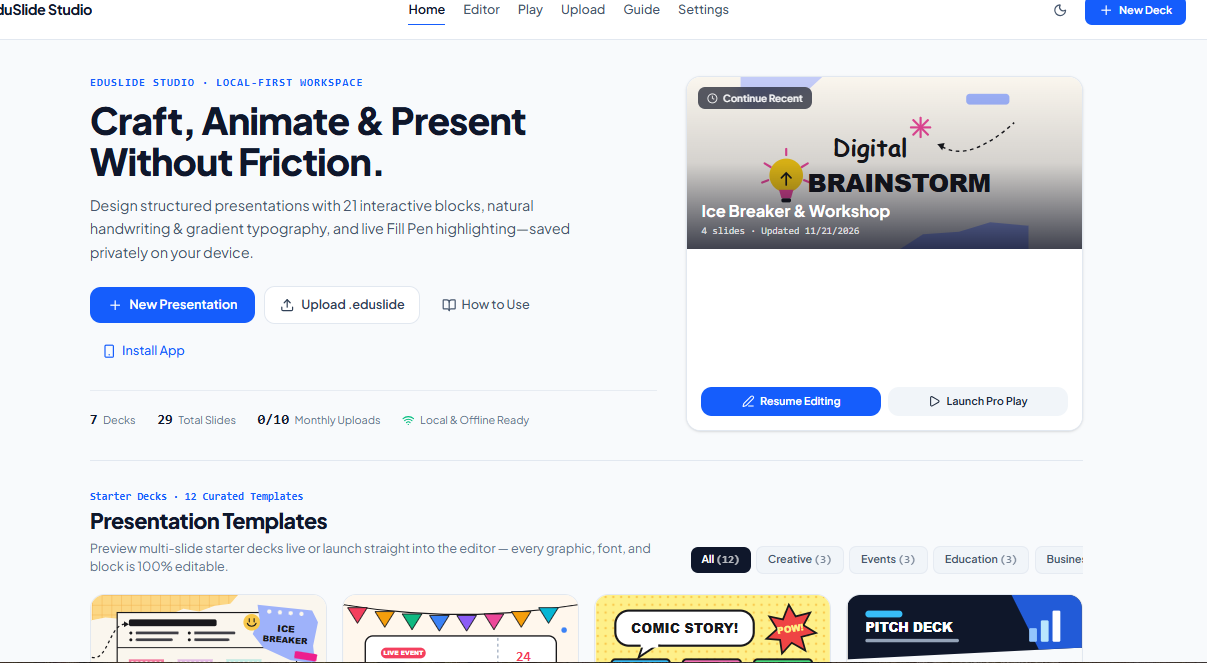 duSlide Studio
Home Editor Play Upload Guide Settings
New Deck
EDUSLIDE STUDIO · LOCAL-FIRST WORKSPACE
Craft, Animate & Present
Without Friction.
Design structured presentations with 21 interactive blocks, natural
handwriting & gradient typography, and live Fill Pen highlighting—saved
privately on your device.
New Presentation
Upload .eduslide
How to Use
Install App
7 Decks 29 Total Slides 0/10 Monthly Uploads Local & Offline Ready
Continue Recent
Digital
BRAINSTORM
Ice Breaker & Workshop
4 slides · Updated 11/21/2026
Resume Editing
Launch Pro Play
Starter Decks · 12 Curated Templates
Presentation Templates
Preview multi-slide starter decks live or launch straight into the editor — every graphic, font, and
block is 100% editable.
All (12) Creative (3) Events (3) Education (3) Busines
ICE
BREAKER
LIVE EVENT
24
COMIC STORY!
POW!
PITCH DECK